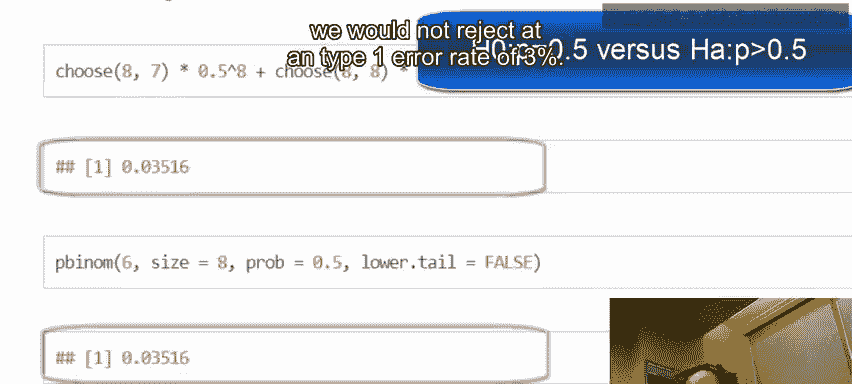 we would not reject at
an type 1 error rate of 3%.
H0:p=0.5 versus Ha:p>0.5
choose(8, 7) * 0.5^8 + choose(8, 8) *
## [1] 0.03516
pbinom(6, size = 8, prob = 0.5, lower.tail = FALSE)
## [1] 0.03516